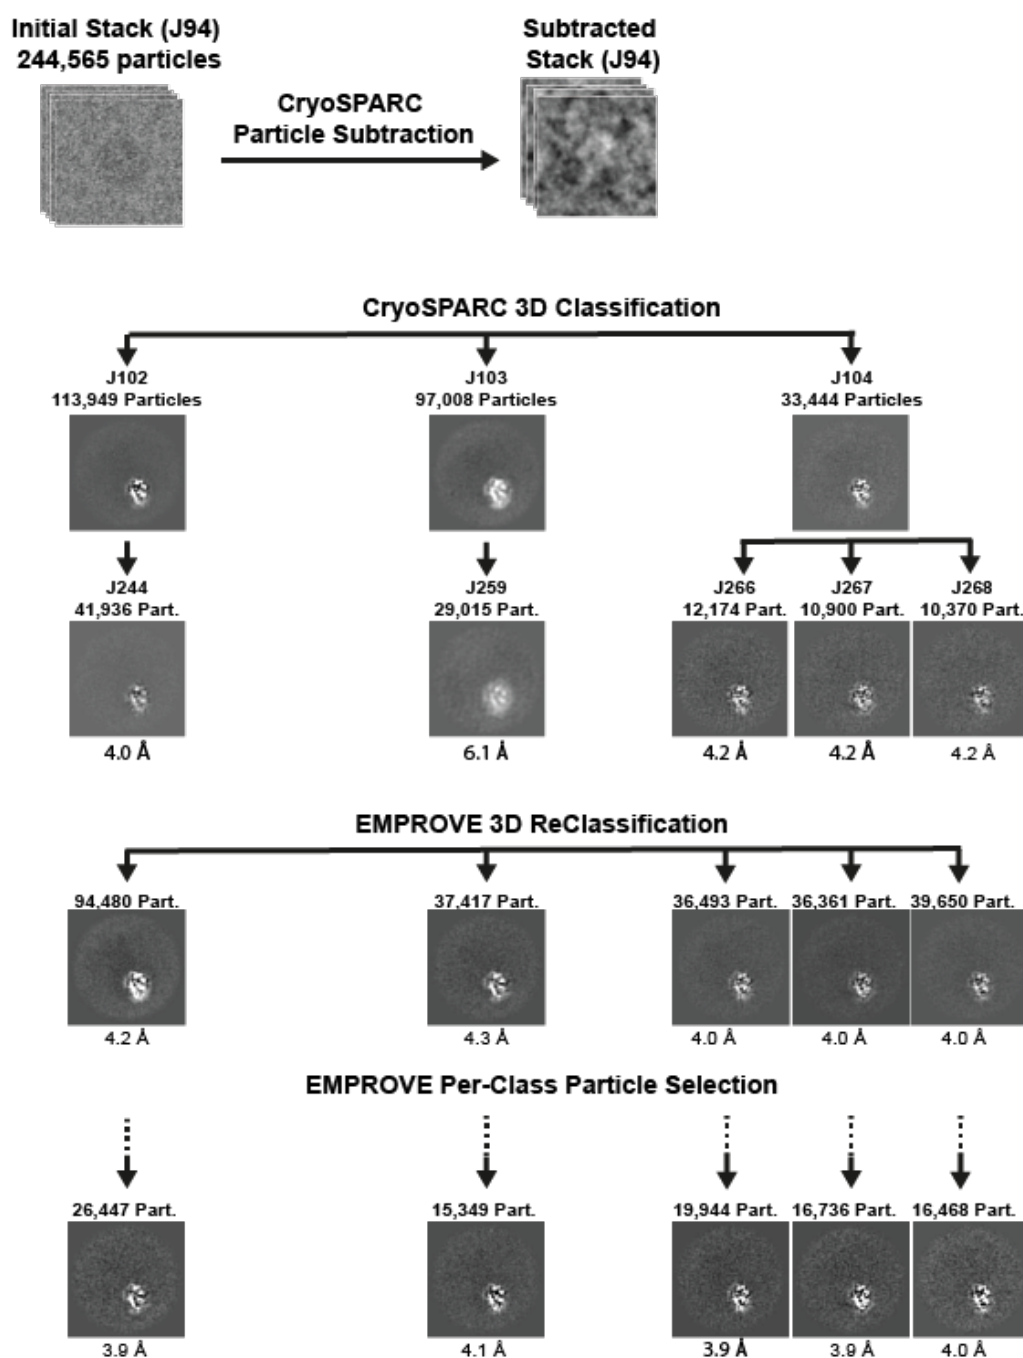 Initial Stack (J94)
244,565 particles
CryoSPARC
Particle Subtraction
Subtracted
Stack (J94)
CryoSPARC 3D Classification
J102
113,949 Particles
J103
97,008 Particles
J104
33,444 Particles
J244
41,936 Part.
4.0 Å
J259
29,015 Part.
6.1 Å
J266
12,174 Part.
4.2 Å
J267
10,900 Part.
4.2 Å
J268
10,370 Part.
4.2 Å
EMPROVE 3D ReClassification
94,480 Part.
4.2 Å
37,417 Part.
4.3 Å
36,493 Part.
4.0 Å
36,361 Part.
4.0 Å
39,650 Part.
4.0 Å
EMPROVE Per-Class Particle Selection
26,447 Part.
3.9 Å
15,349 Part.
4.1 Å
19,944 Part.
3.9 Å
16,736 Part.
3.9 Å
16,468 Part.
4.0 Å